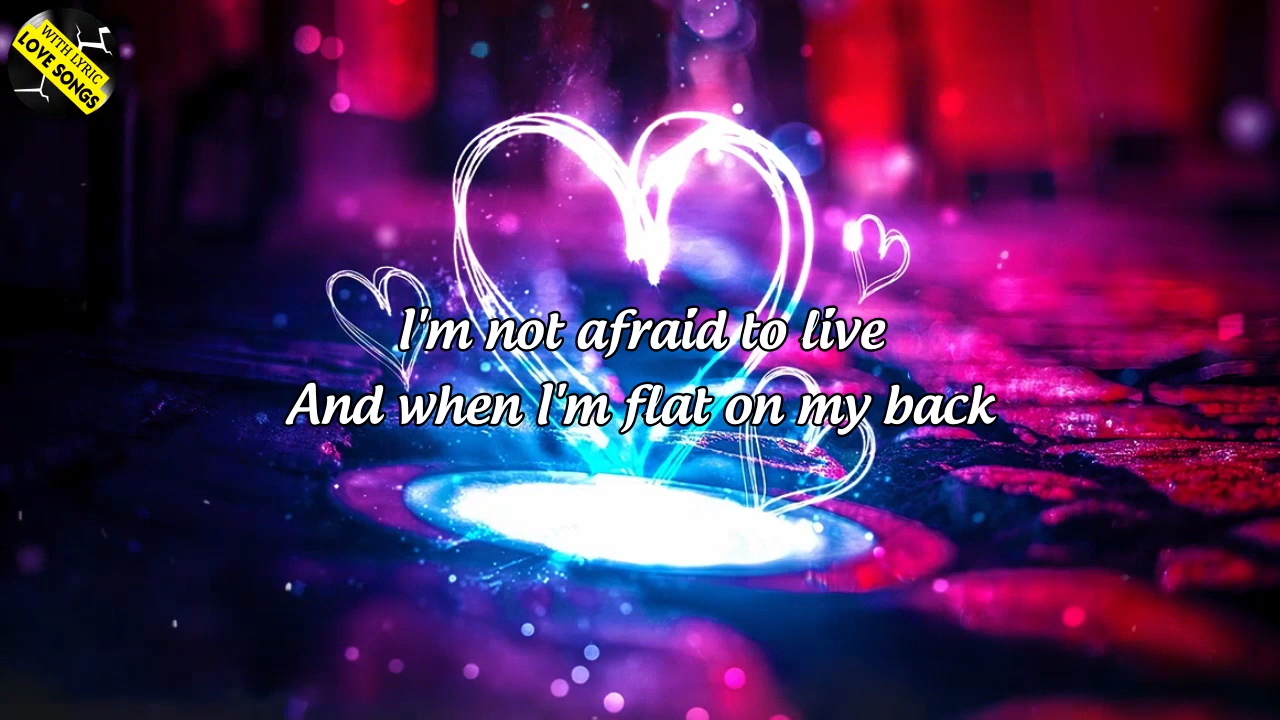 WITH LYRIC
LOVE SONGS
I'm not afraid to live
And when I'm flat on my back